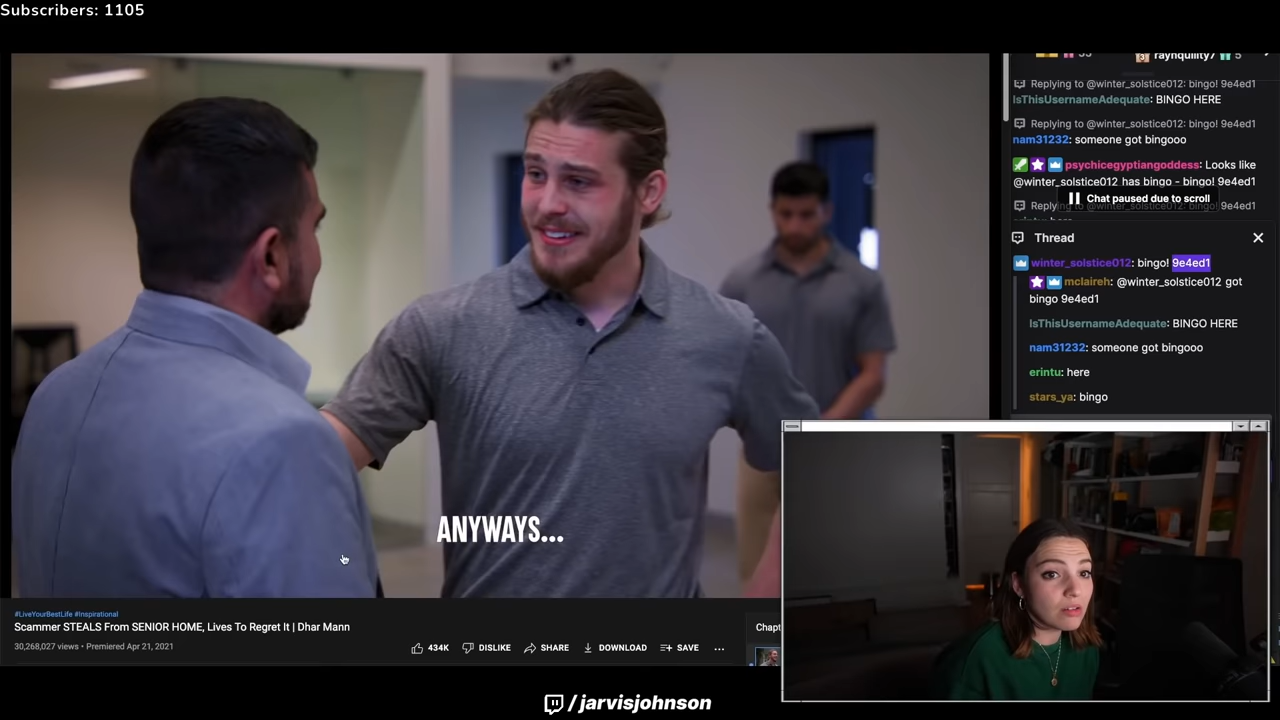 Subscribers: 1105
raynquility7 5
Replying to @winter_solstice012: bingo! 9e4ed1
IsThisUsernameAdequate: BINGO HERE
Replying to @winter_solstice012: bingo! 9e4ed1
nam31232: someone got bingooo
psychicegyptiangoddess: Looks like
@winter_solstice012 has bingo - bingo! 9e4ed1
Chat paused due to scroll
Replying to @winter_solstice012: bingo! 9e4ed1
Thread
winter_solstice012: bingo! 9e4ed1
mclaireh: @winter_solstice012 got
bingo 9e4ed1
IsThisUsernameAdequate: BINGO HERE
nam31232: someone got bingooo
erintu: here
stars_ya: bingo
ANYWAYS...
#LiveYourBestLife #Inspirational
Scammer STEALS From SENIOR HOME, Lives To Regret It | Dhar Mann
30,268,027 views • Premiered Apr 21, 2021
434K DISLIKE SHARE DOWNLOAD SAVE ...
Chapt
/jarvisjohnson